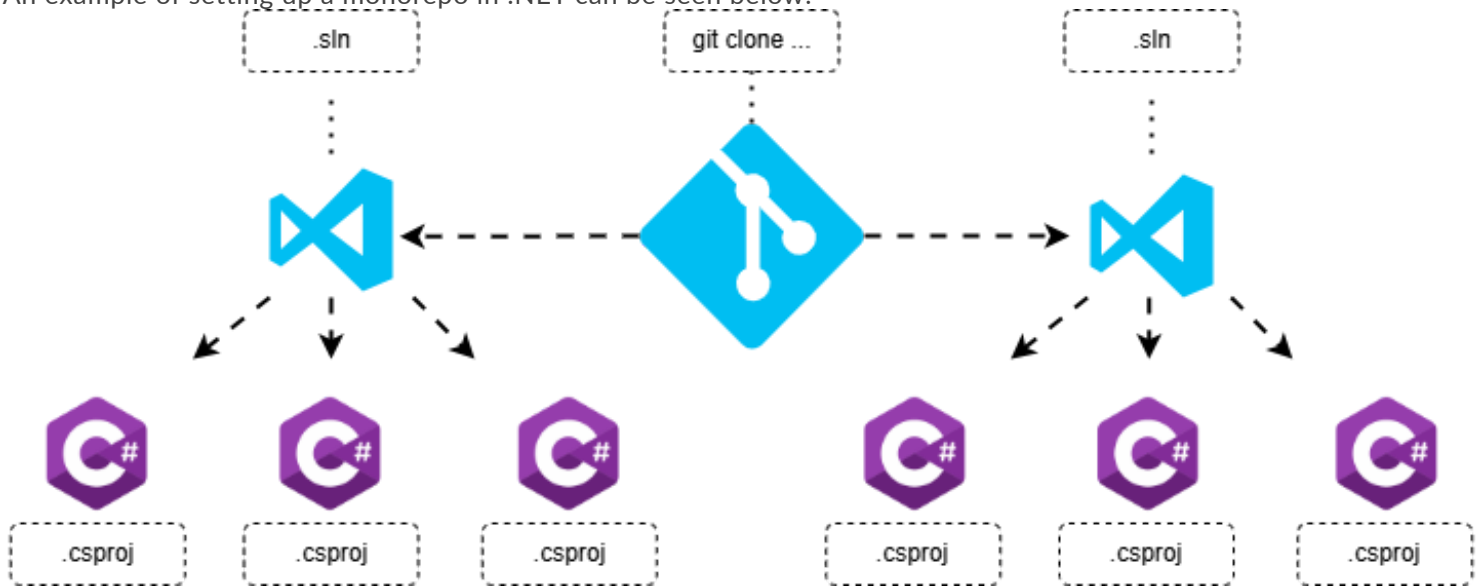 An example of setting up a monorepo in .NET can be seen below:
.sln
git clone ...
.sln
C#
C#
C#
C#
C#
C#
.csproj
.csproj
.csproj
.csproj
.csproj
.csproj